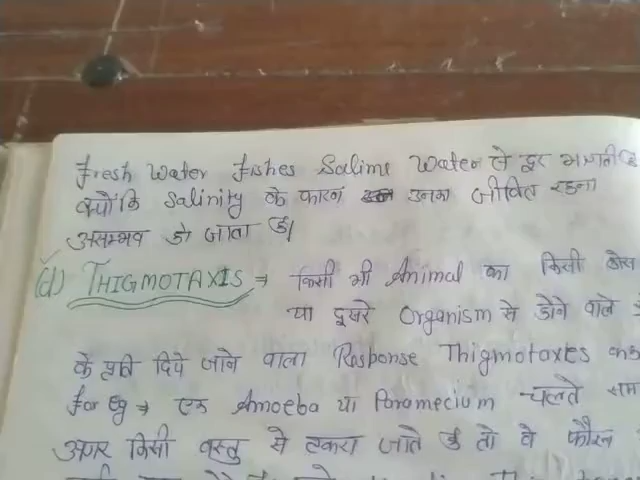 Fresh Water Fishes Saline Water से दूर भागती है
क्योंकि Salinity के कारण उनका जीवित रहना
असम्भव हो जाता है।
(d) THIGMOTAXIS ⇒ किसी भी Animal का किसी ठोस
या दूसरे Organism से होने वाले
के प्रति दिये जाने वाला Response Thigmotaxes
For Eg → एक Amoeba या Paramecium चलते
अगर किसी वस्तु से टकरा जाते है तो वे फौरन